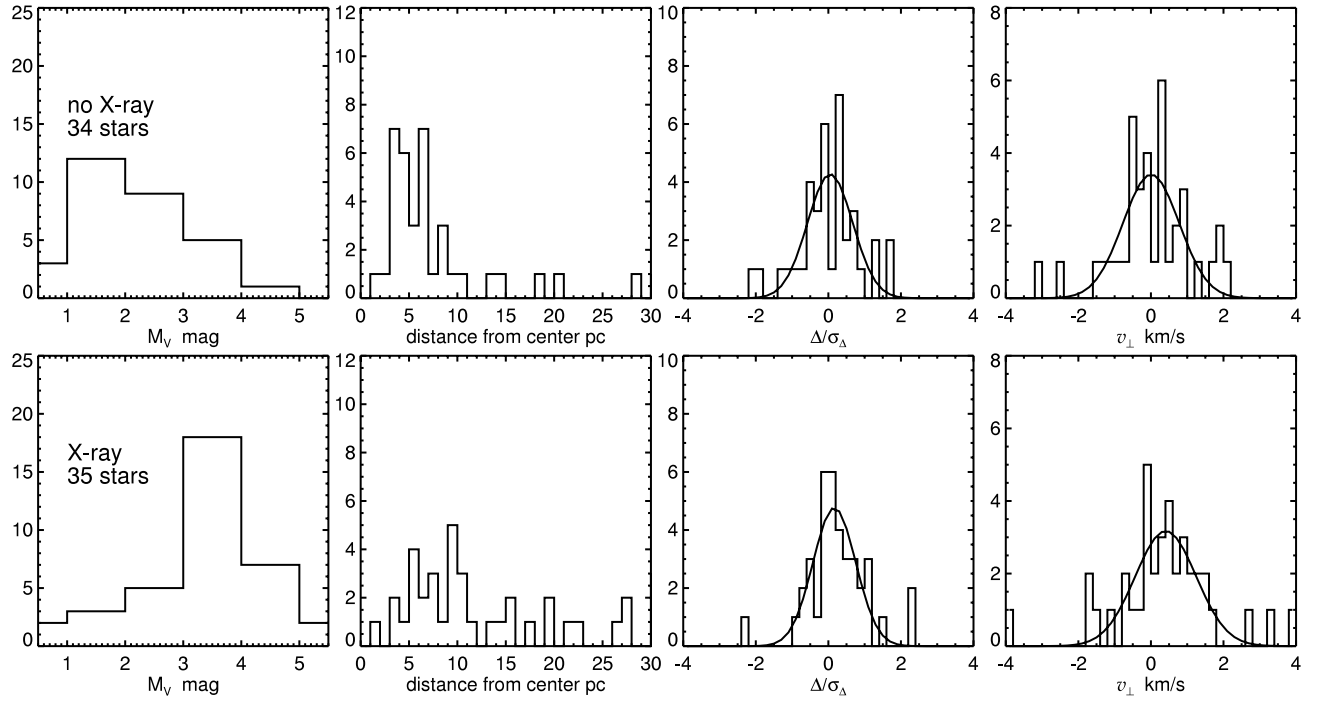 25
20
15
10
5
0
no X-ray
34 stars
1 2 3 4 5
M_V mag
12
10
8
6
4
2
0
0 5 10 15 20 25 30
distance from center pc
10
8
6
4
2
0
-4 -2 0 2 4
Δ/σ_Δ
8
6
4
2
0
-4 -2 0 2 4
v_⊥ km/s
25
20
15
10
5
0
X-ray
35 stars
1 2 3 4 5
M_V mag
12
10
8
6
4
2
0
0 5 10 15 20 25 30
distance from center pc
10
8
6
4
2
0
-4 -2 0 2 4
Δ/σ_Δ
8
6
4
2
0
-4 -2 0 2 4
v_⊥ km/s